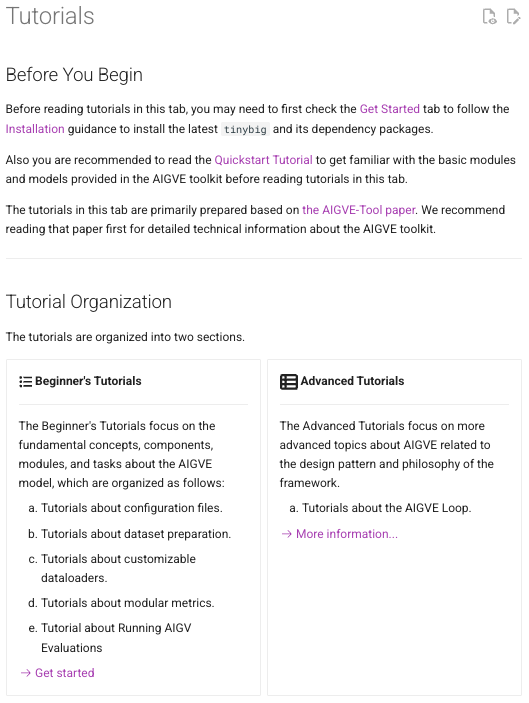 Tutorials
Before You Begin
Before reading tutorials in this tab, you may need to first check the Get Started tab to follow the
Installation guidance to install the latest tinybig and its dependency packages.
Also you are recommended to read the Quickstart Tutorial to get familiar with the basic modules
and models provided in the AIGVE toolkit before reading tutorials in this tab.
The tutorials in this tab are primarily prepared based on the AIGVE-Tool paper. We recommend
reading that paper first for detailed technical information about the AIGVE toolkit.
Tutorial Organization
The tutorials are organized into two sections.
Beginner's Tutorials
The Beginner's Tutorials focus on the
fundamental concepts, components,
modules, and tasks about the AIGVE
model, which are organized as follows:
a. Tutorials about configuration files.
b. Tutorials about dataset preparation.
c. Tutorials about customizable
dataloaders.
d. Tutorials about modular metrics.
e. Tutorial about Running AIGV
Evaluations
→ Get started
Advanced Tutorials
The Advanced Tutorials focus on more
advanced topics about AIGVE related to
the design pattern and philosophy of the
framework.
a. Tutorials about the AIGVE Loop.
→ More information...